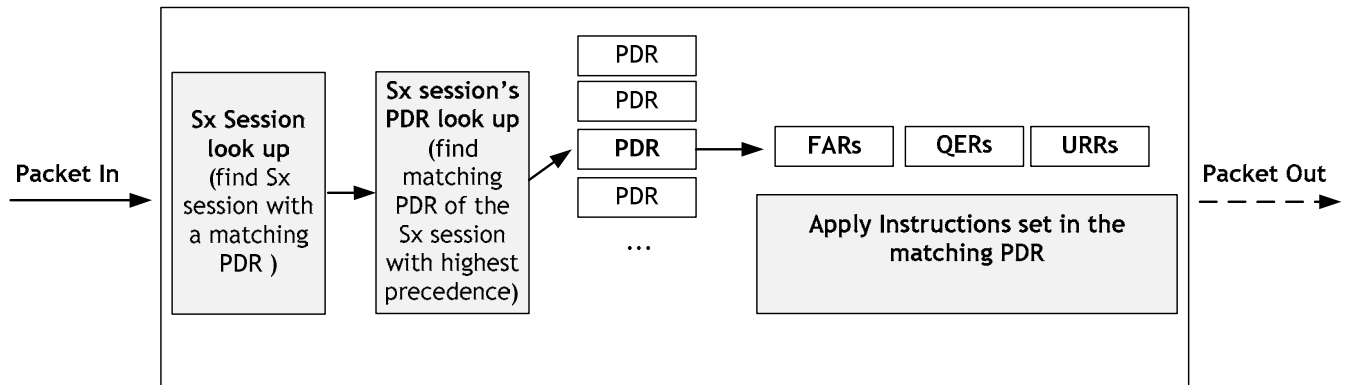 Packet In
Sx Session
look up
(find Sx
session with
a matching
PDR )
Sx session’s
PDR look up
(find
matching
PDR of the
Sx session
with highest
precedence)
PDR
PDR
PDR
PDR
...
FARs
QERs
URRs
Apply Instructions set in the
matching PDR
Packet Out